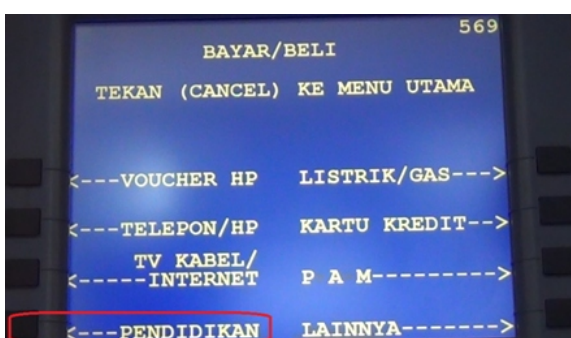 569
BAYAR/BELI
TEKAN (CANCEL) KE MENU UTAMA
<---VOUCHER HP LISTRIK/GAS--->
<---TELEPON/HP KARTU KREDIT-->
TV KABEL/
<-----INTERNET P A M--------->
<---PENDIDIKAN LAINNYA------->